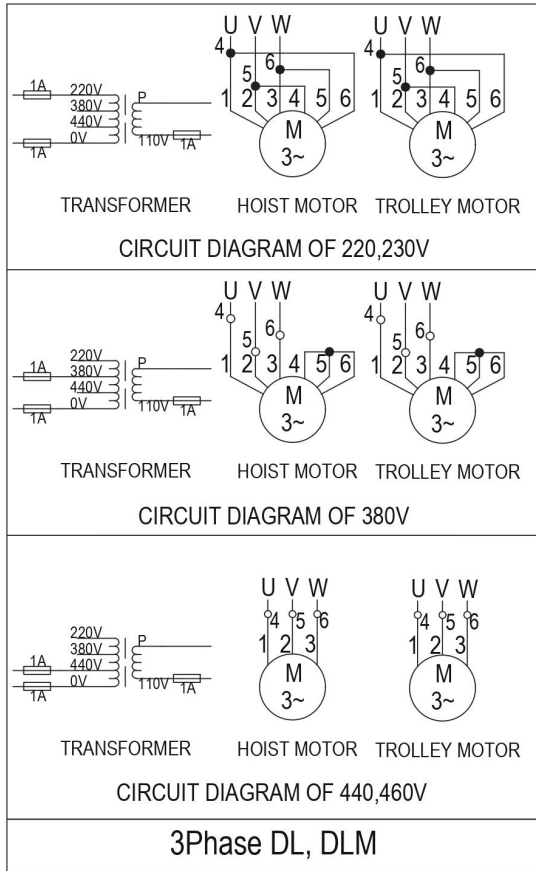 U V W U V W
4 4
6 6
5 5
1A 220V P
380V
440V
0V
1A 110V 1A
1 2 3 4 5 6 1 2 3 4 5 6
M M
3~ 3~
TRANSFORMER HOIST MOTOR TROLLEY MOTOR
CIRCUIT DIAGRAM OF 220,230V
U V W U V W
4 4
6 6
5 5
220V P
1A 380V
440V
0V
1A 110V 1A
1 2 3 4 5 6 1 2 3 4 5 6
M M
3~ 3~
TRANSFORMER HOIST MOTOR TROLLEY MOTOR
CIRCUIT DIAGRAM OF 380V
U V W U V W
4 5 6 4 5 6
220V P
380V
1A 440V
0V
1A 110V 1A
1 2 3 1 2 3
M M
3~ 3~
TRANSFORMER HOIST MOTOR TROLLEY MOTOR
CIRCUIT DIAGRAM OF 440,460V
3Phase DL, DLM